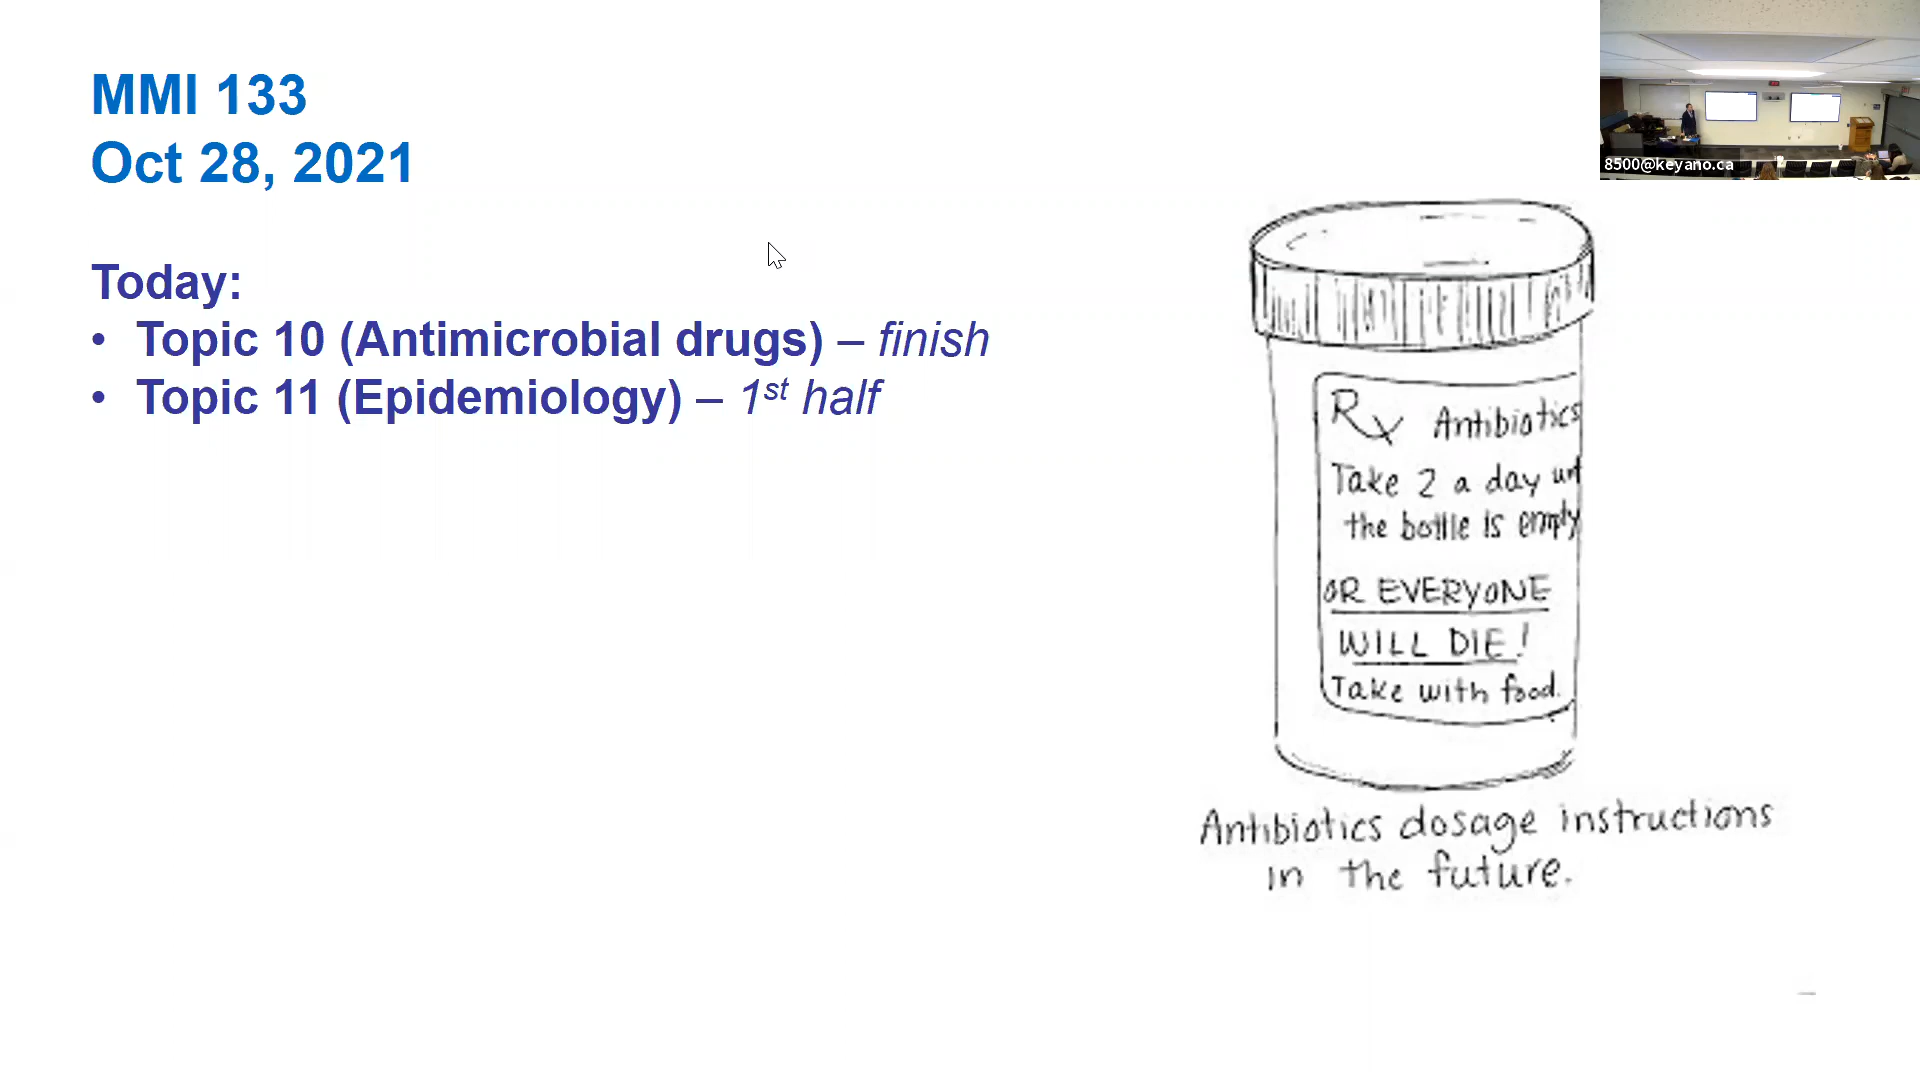 MMI 133
Oct 28, 2021
Today:
• Topic 10 (Antimicrobial drugs) – finish
• Topic 11 (Epidemiology) – 1st half
8500@keyano.ca
Rx Antibiotics
Take 2 a day unt
the bottle is empty
OR EVERYONE
WILL DIE!
Take with food.
Antibiotics dosage instructions
in the future.